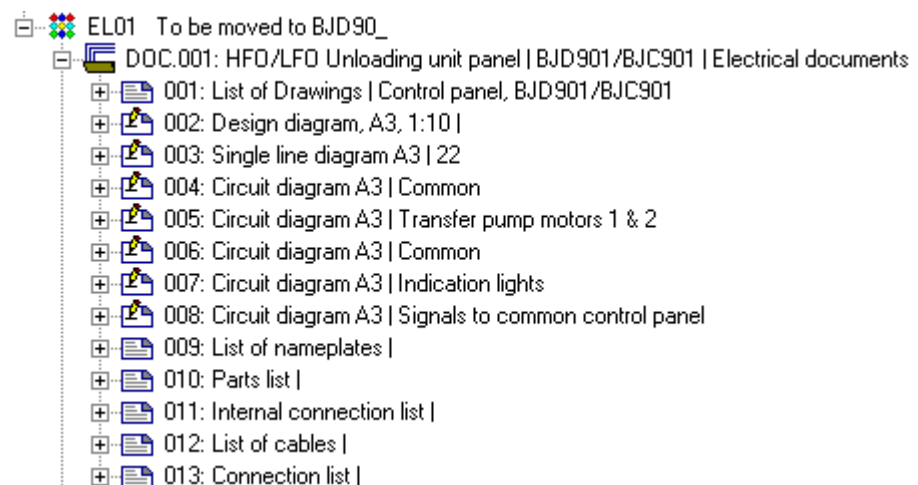 EL01 To be moved to BJD90_
DOC.001: HFO/LFO Unloading unit panel | BJD901/BJC901 | Electrical documents
001: List of Drawings | Control panel, BJD901/BJC901
002: Design diagram, A3, 1:10 |
003: Single line diagram A3 | 22
004: Circuit diagram A3 | Common
005: Circuit diagram A3 | Transfer pump motors 1 & 2
006: Circuit diagram A3 | Common
007: Circuit diagram A3 | Indication lights
008: Circuit diagram A3 | Signals to common control panel
009: List of nameplates |
010: Parts list |
011: Internal connection list |
012: List of cables |
013: Connection list |